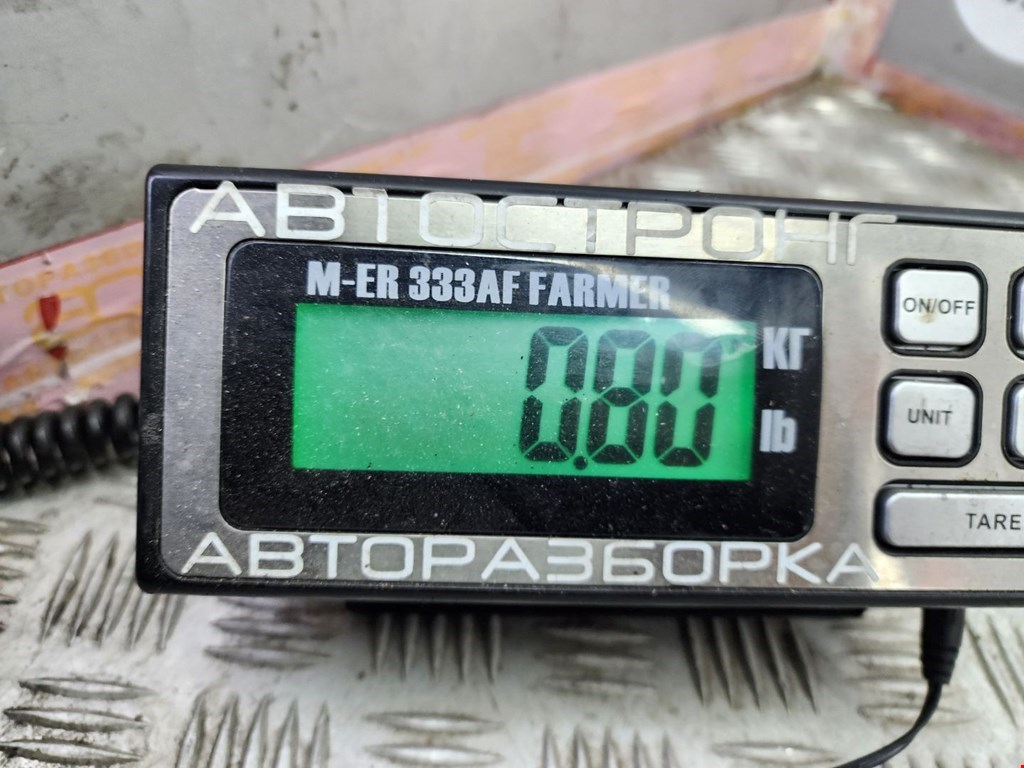 АВТОСТРОНГ
M-ER 333AF FARMER
0.80
КГ
lb
ON/OFF
UNIT
TARE
АВТОРАЗБОРКА